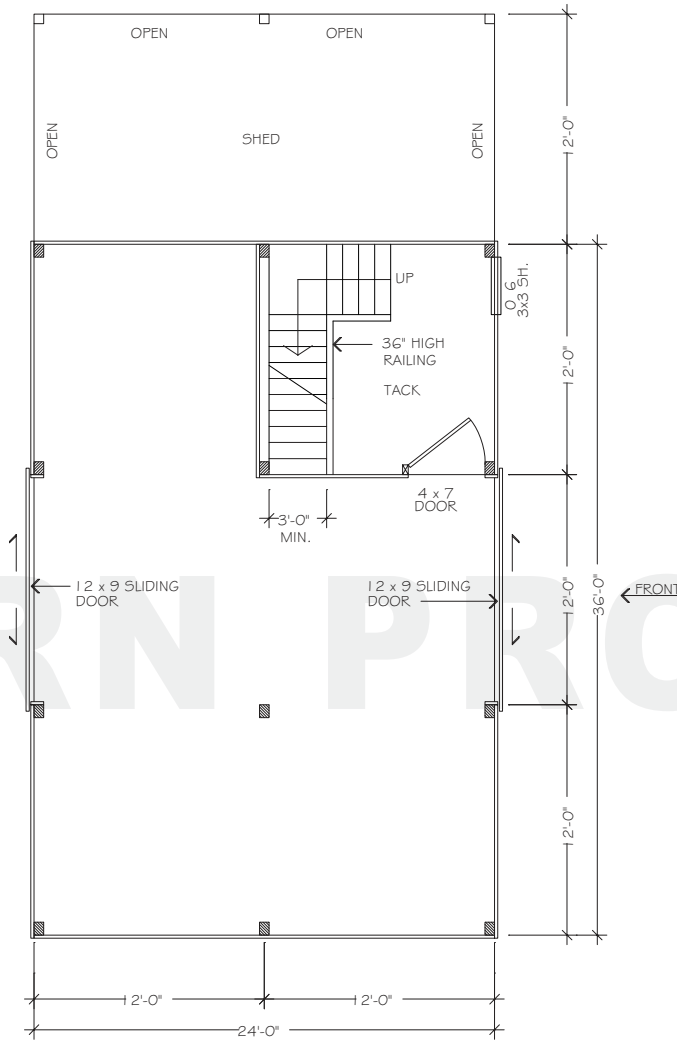 OPEN
OPEN
OPEN
SHED
OPEN
12'-0"
UP
0 6
3x3 SH.
36" HIGH
RAILING
TACK
12'-0"
4 x 7
DOOR
3'-0"
MIN.
12 x 9 SLIDING
DOOR
12 x 9 SLIDING
DOOR
12'-0"
36'-0"
FRONT
RN PRO
12'-0"
12'-0"
12'-0"
24'-0"